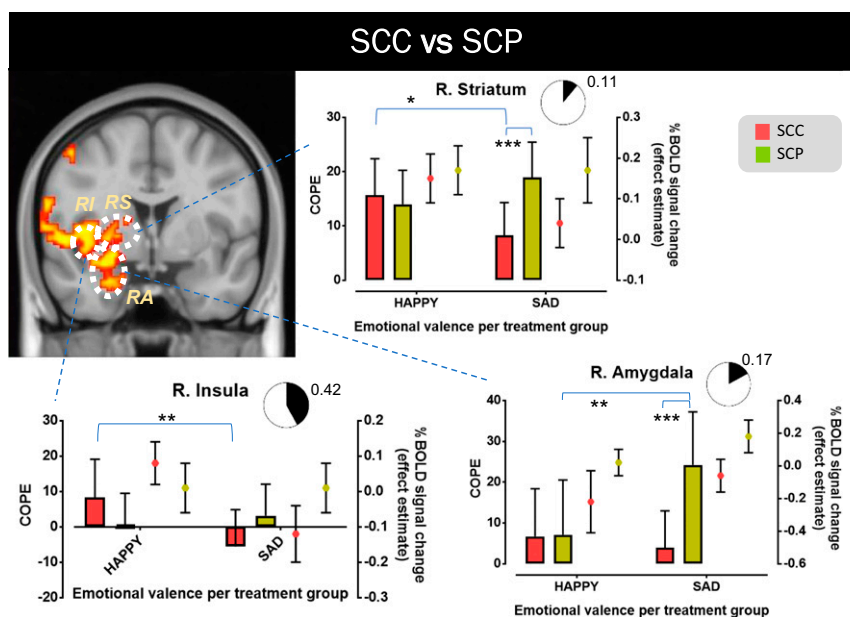 SCC vs SCP
RI RS
RA
R. Striatum
0.11
*
***
30
20
10
0
COPE
0.3
0.2
0.1
0.0
-0.1
% BOLD signal change
(effect estimate)
HAPPY
SAD
Emotional valence per treatment group
SCC
SCP
R. Insula
0.42
**
30
20
10
0
-10
-20
COPE
0.2
0.1
0.0
-0.1
-0.2
-0.3
% BOLD signal change
(effect estimate)
HAPPY
SAD
Emotional valence per treatment group
R. Amygdala
0.17
**
***
40
30
20
10
0
COPE
0.4
0.2
0.0
-0.2
-0.4
-0.6
% BOLD signal change
(effect estimate)
HAPPY
SAD
Emotional valence per treatment group